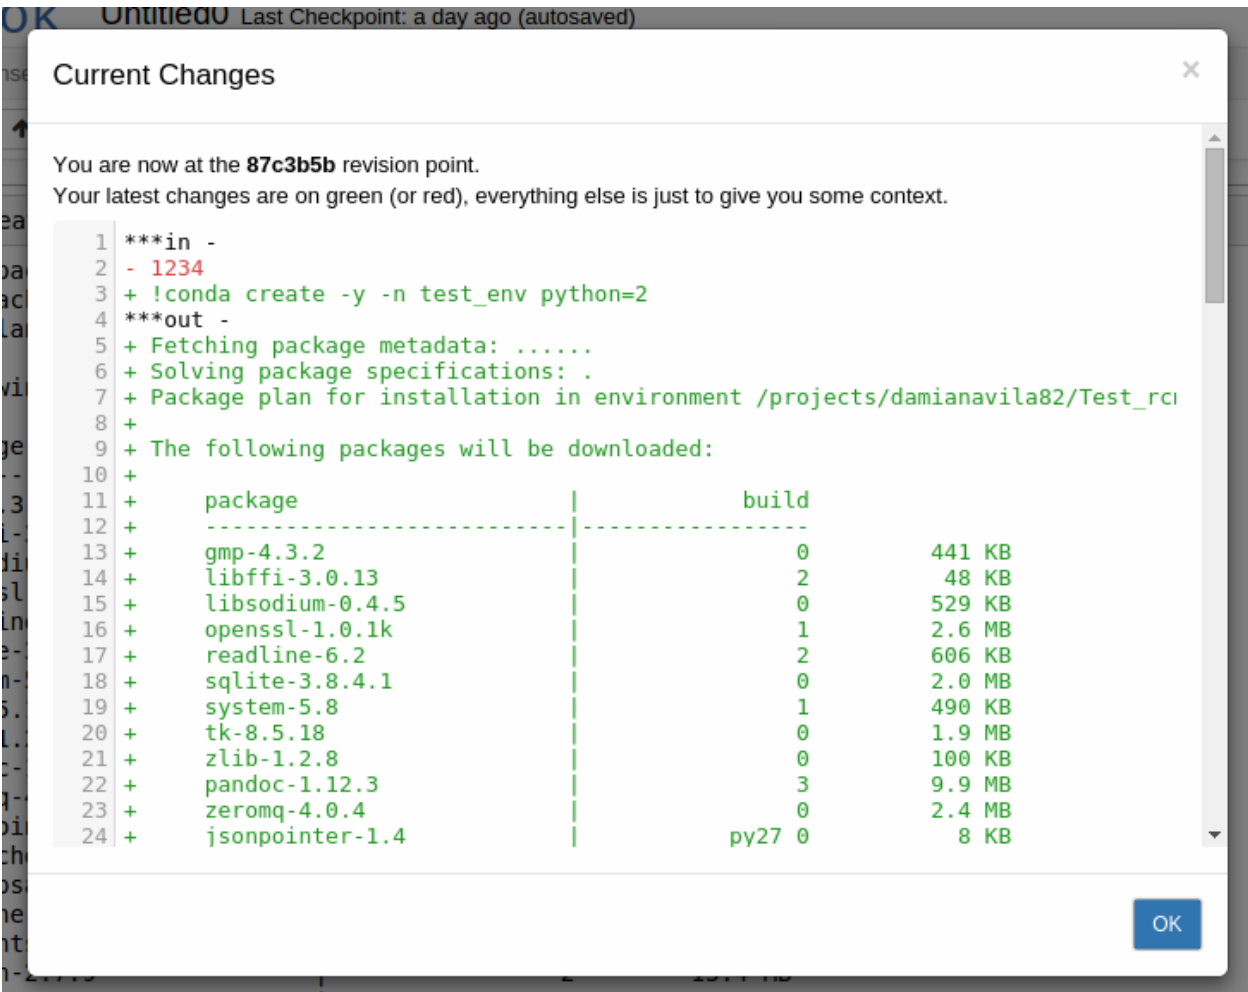 OK Untitled0 Last Checkpoint: a day ago (autosaved)
Current Changes
×
You are now at the 87c3b5b revision point.
Your latest changes are on green (or red), everything else is just to give you some context.
1 ***in -
2 - 1234
3 + !conda create -y -n test_env python=2
4 ***out -
5 + Fetching package metadata: ......
6 + Solving package specifications: .
7 + Package plan for installation in environment /projects/damianavila82/Test_rc
8 +
9 + The following packages will be downloaded:
10 +
11 + package | build
12 + ---------------------------|-----------------
13 + gmp-4.3.2 | 0 441 KB
14 + libffi-3.0.13 | 2 48 KB
15 + libsodium-0.4.5 | 0 529 KB
16 + openssl-1.0.1k | 1 2.6 MB
17 + readline-6.2 | 2 606 KB
18 + sqlite-3.8.4.1 | 0 2.0 MB
19 + system-5.8 | 1 490 KB
20 + tk-8.5.18 | 0 1.9 MB
21 + zlib-1.2.8 | 0 100 KB
22 + pandoc-1.12.3 | 3 9.9 MB
23 + zeromq-4.0.4 | 0 2.4 MB
24 + jsonpointer-1.4 | py27_0 8 KB
OK